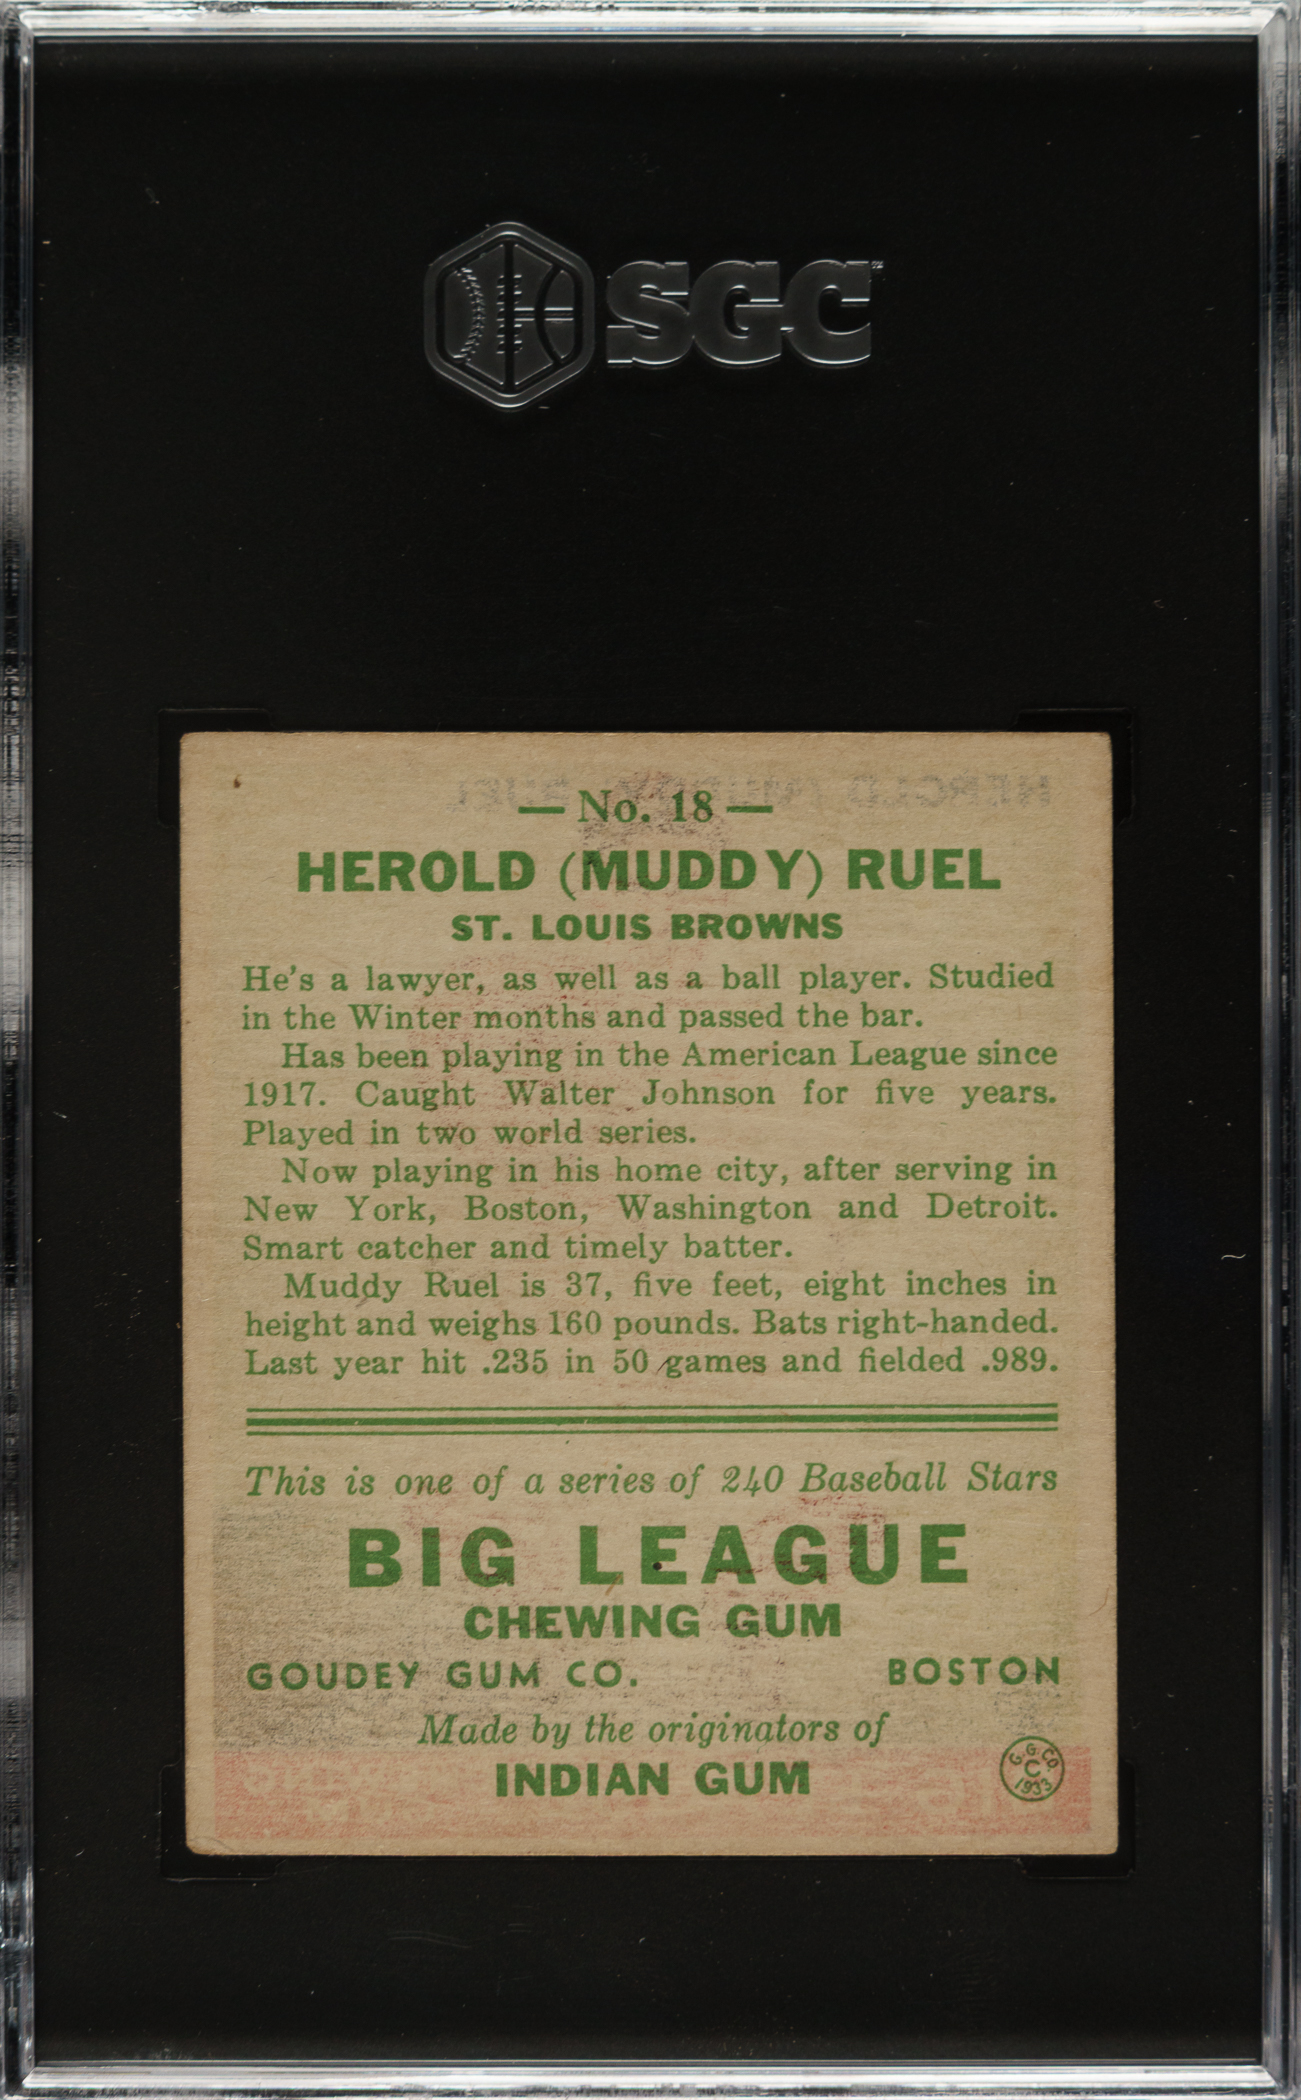 SGC
— No. 18 —
HEROLD (MUDDY) RUEL
ST. LOUIS BROWNS
He's a lawyer, as well as a ball player. Studied
in the Winter months and passed the bar.
Has been playing in the American League since
1917. Caught Walter Johnson for five years.
Played in two world series.
Now playing in his home city, after serving in
New York, Boston, Washington and Detroit.
Smart catcher and timely batter.
Muddy Ruel is 37, five feet, eight inches in
height and weighs 160 pounds. Bats right-handed.
Last year hit .235 in 50 games and fielded .989.
This is one of a series of 240 Baseball Stars
BIG LEAGUE
CHEWING GUM
GOUDEY GUM CO. BOSTON
Made by the originators of
INDIAN GUM
G. G. CO.
C
1933